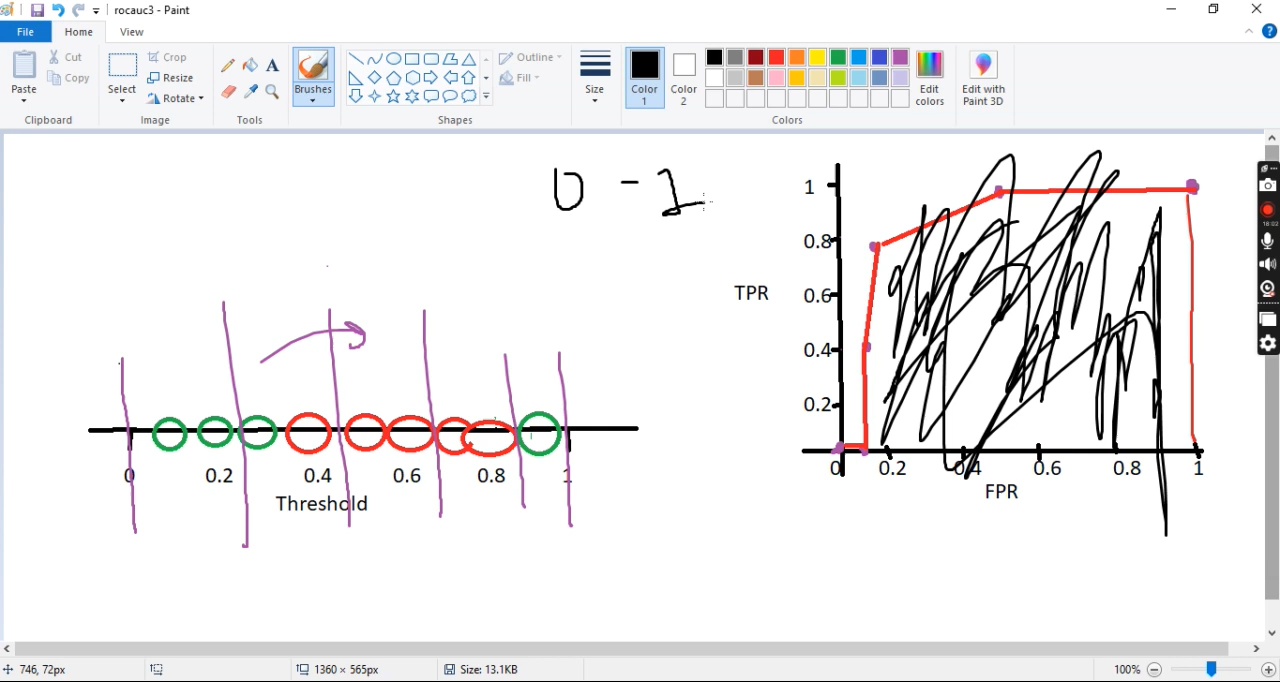 rocauc3 - Paint
File Home View
Paste
Cut
Copy
Clipboard
Select
Crop
Resize
Rotate
Image
A
Tools
Brushes
Outline
Fill
Shapes
Size
Color 1
Color 2
Edit colors
Colors
Edit with Paint 3D
18:02
0 - 1
0 0.2 0.4 0.6 0.8 1
Threshold
TPR
1
0.8
0.6
0.4
0.2
0 0.2 0.4 0.6 0.8 1
FPR
746, 72px
1360 × 565px
Size: 13.1KB
100%